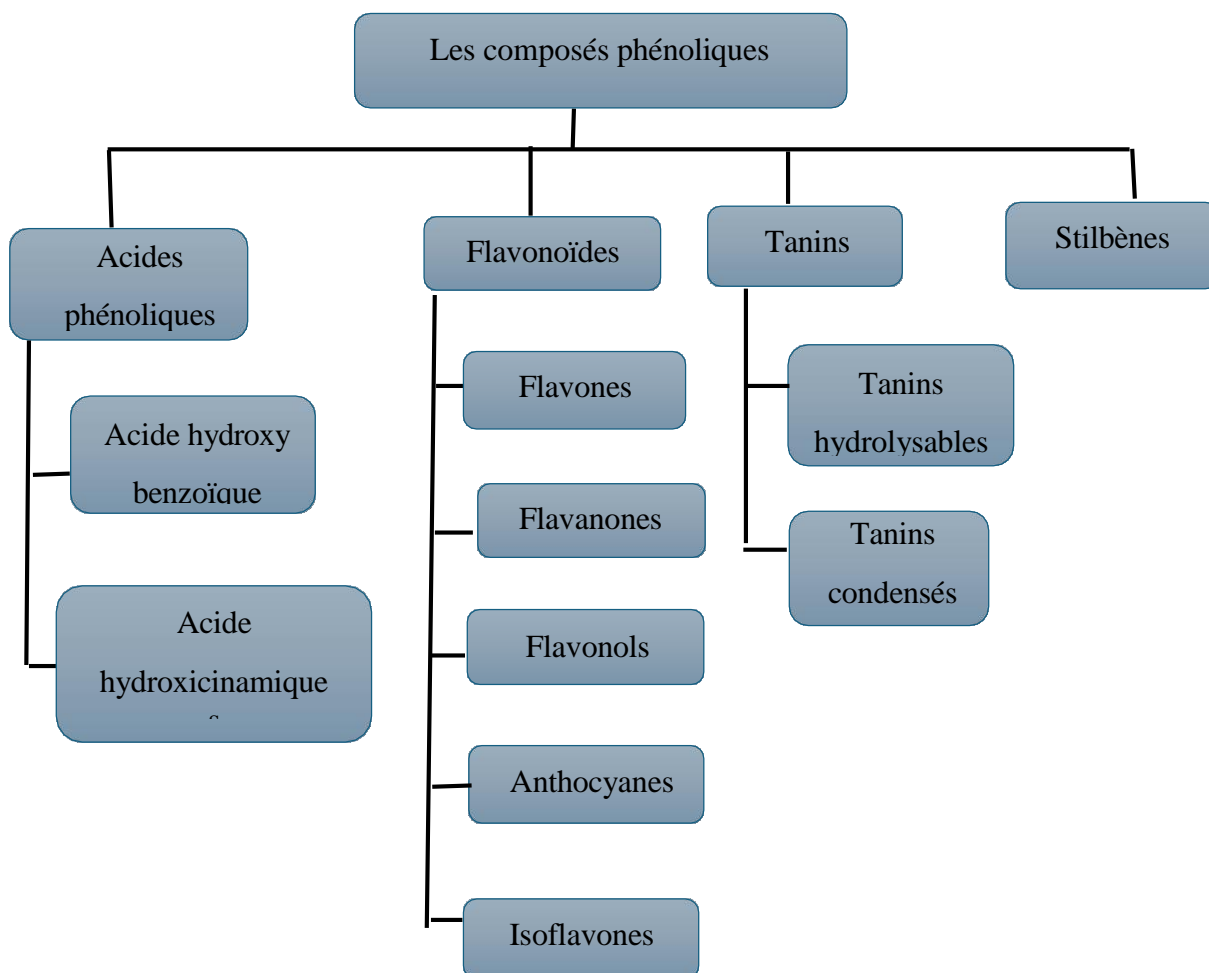 Les composés phénoliques
Acides
phénoliques
Acide hydroxy
benzoïque
Acide
hydroxicinamique
s
Flavonoïdes
Flavones
Flavanones
Flavonols
Anthocyanes
Isoflavones
Tanins
Tanins
hydrolysables
Tanins
condensés
Stilbènes